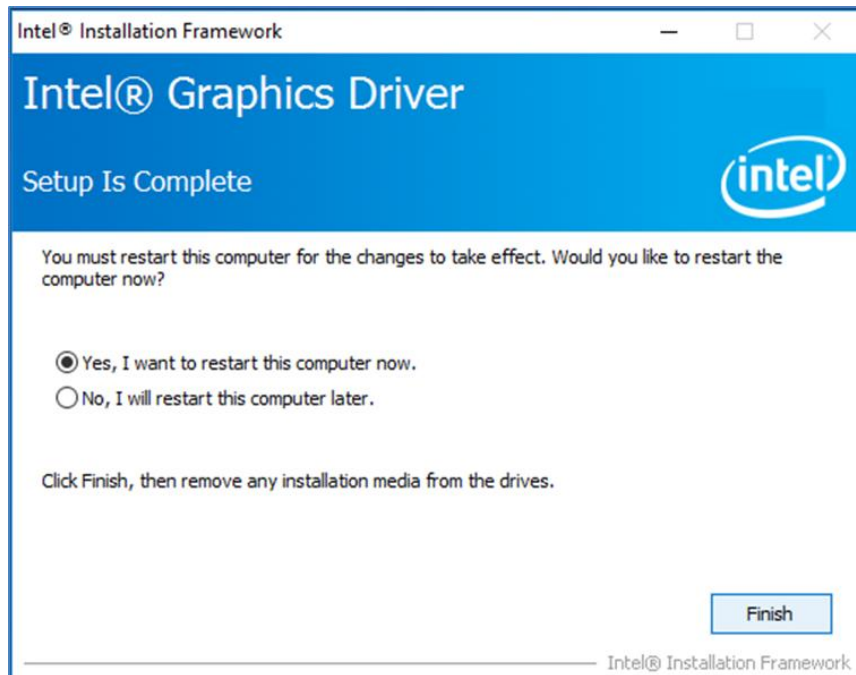 Intel® Installation Framework
Intel® Graphics Driver
Setup Is Complete
intel
You must restart this computer for the changes to take effect. Would you like to restart the
computer now?
Yes, I want to restart this computer now.
No, I will restart this computer later.
Click Finish, then remove any installation media from the drives.
Finish
Intel® Installation Framework